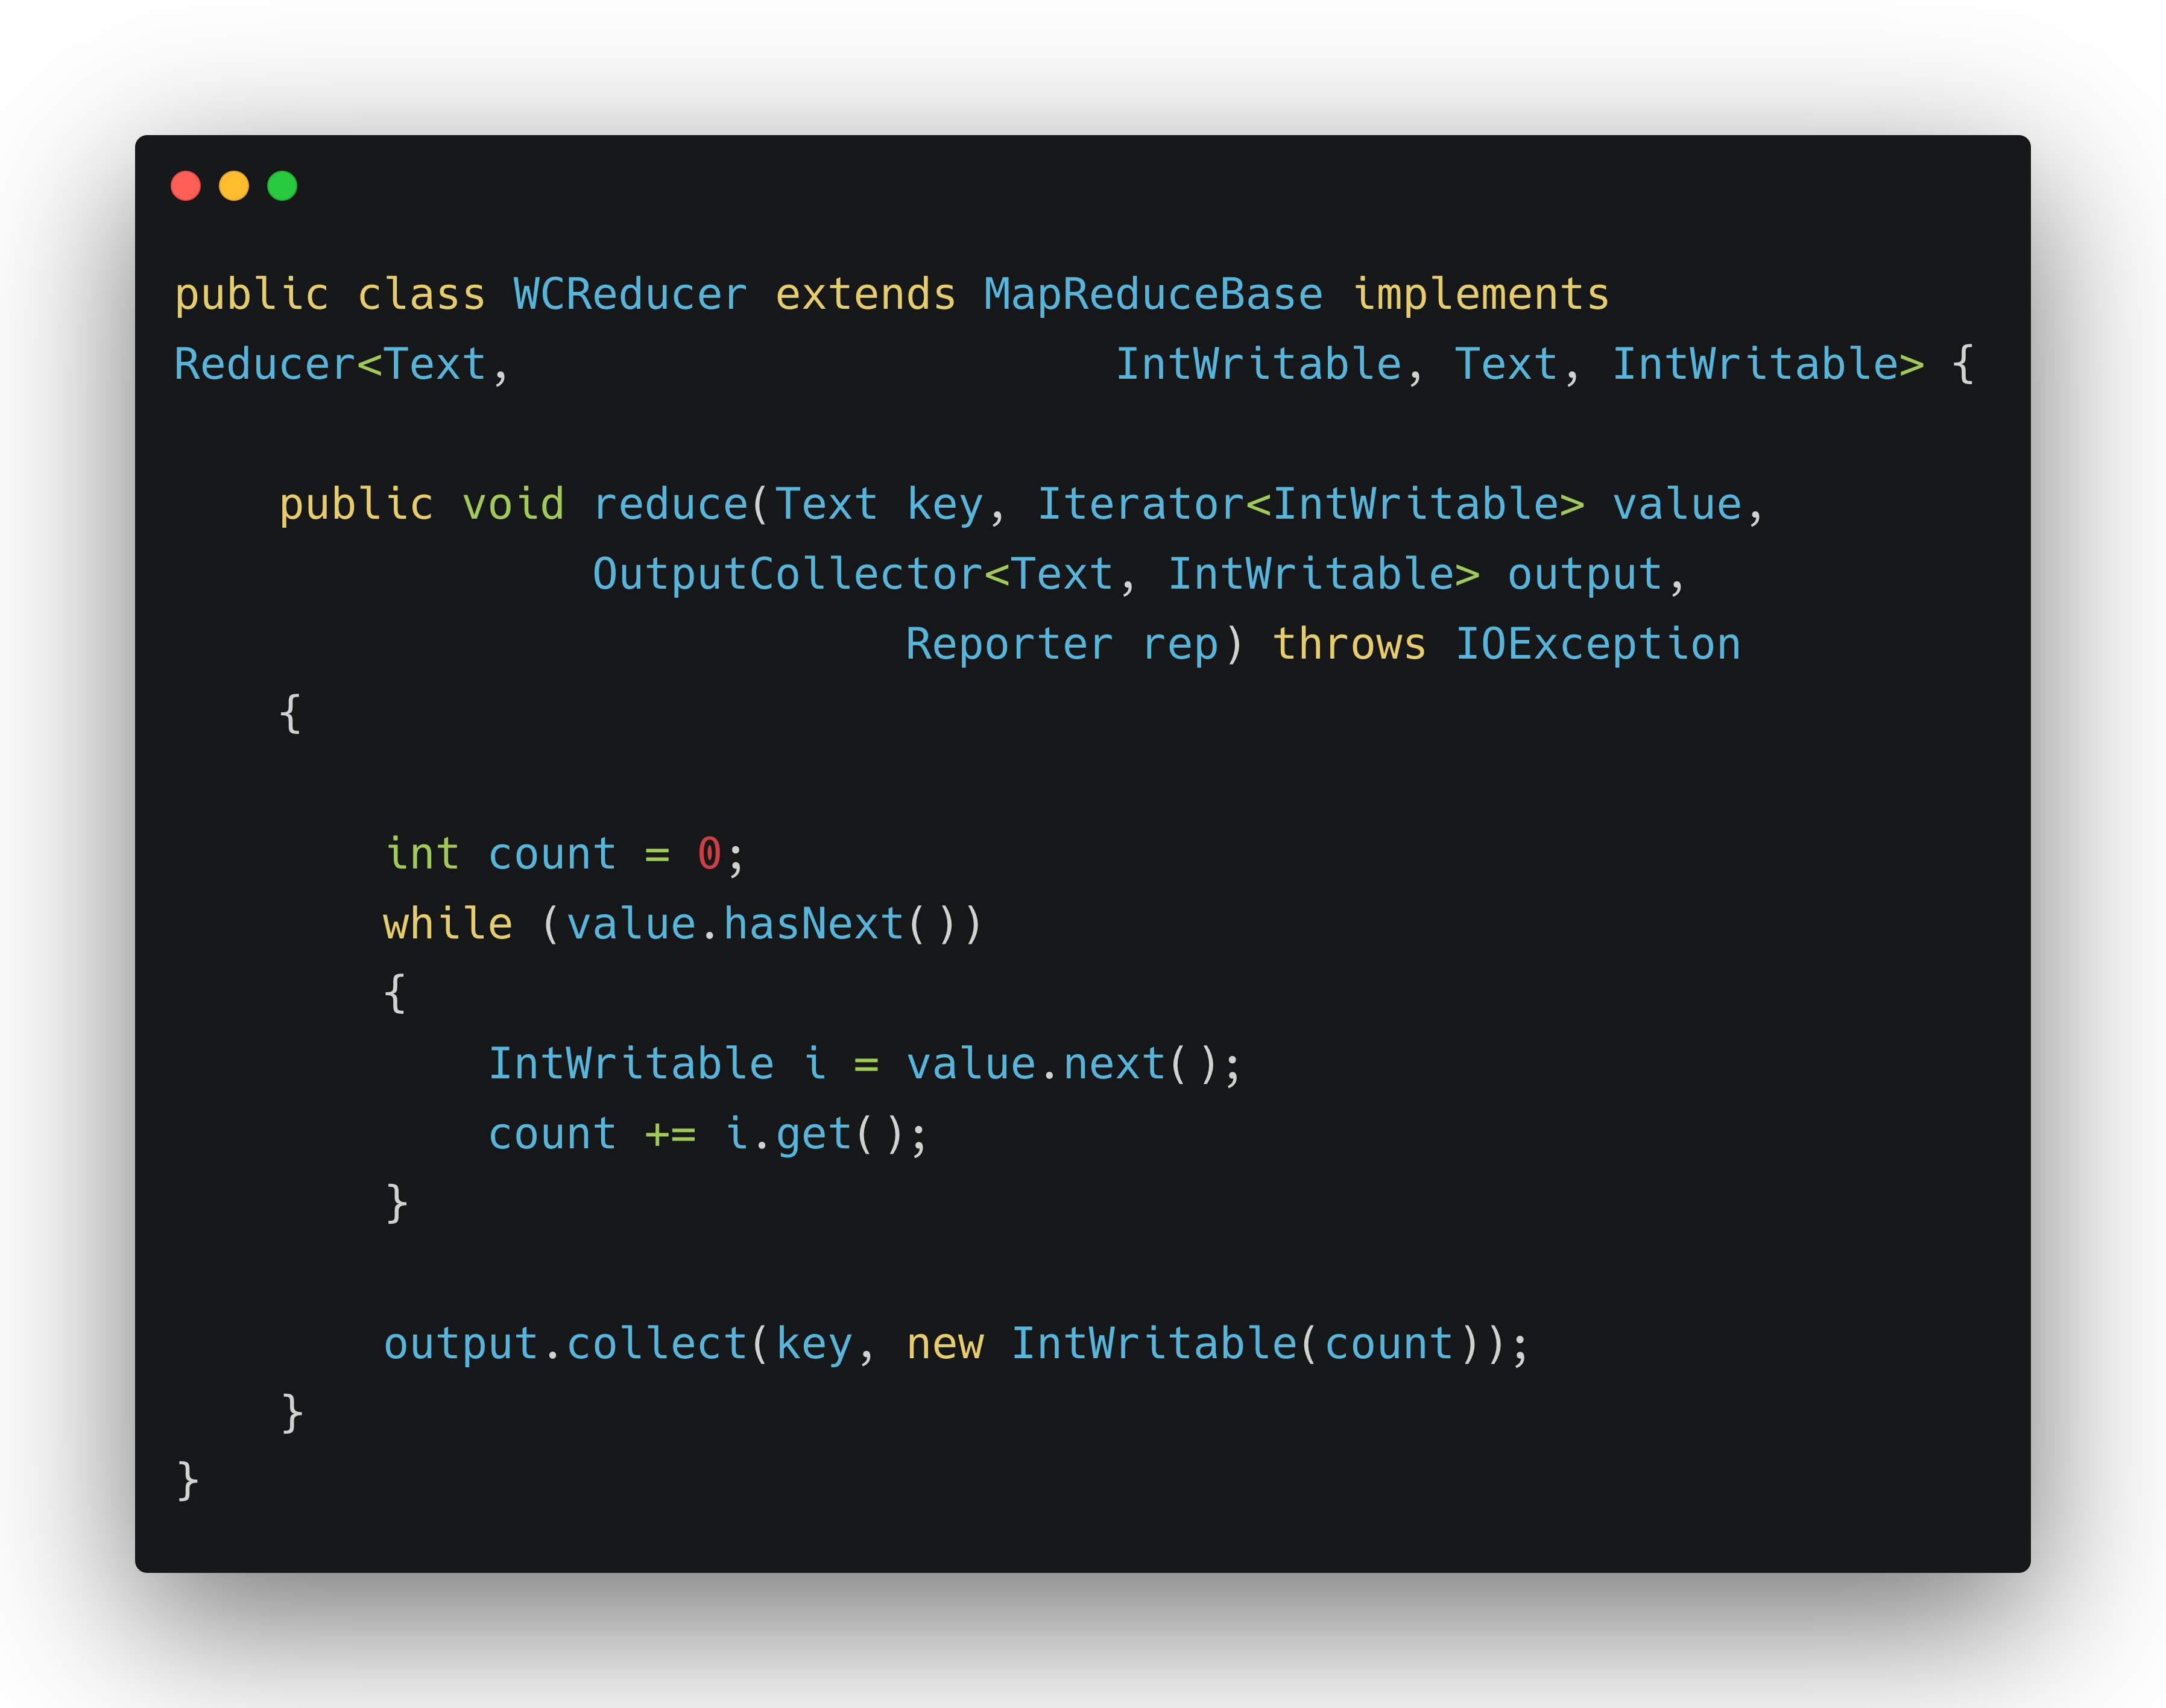 public class WCReducer extends MapReduceBase implements
Reducer<Text,                       IntWritable, Text, IntWritable> {
    public void reduce(Text key, Iterator<IntWritable> value,
                OutputCollector<Text, IntWritable> output,
                            Reporter rep) throws IOException
    {
        int count = 0;
        while (value.hasNext())
        {
            IntWritable i = value.next();
            count += i.get();
        }
        output.collect(key, new IntWritable(count));
    }
}